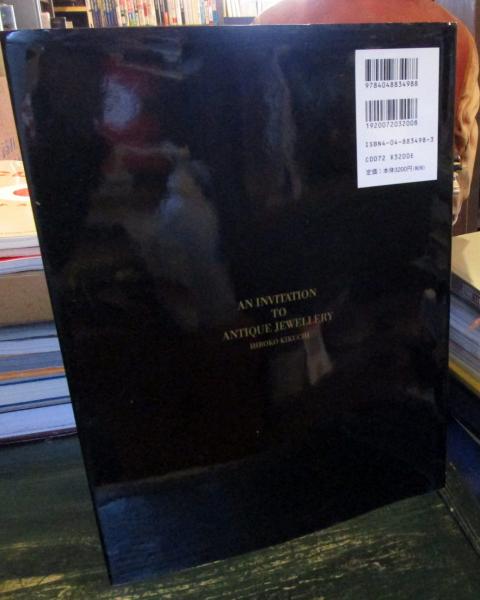 9784048834988
1920072032008
ISBN4-04-883498-3
C0072 ¥3200E
定価：本体3200円(税別)
AN INVITATION
TO
ANTIQUE JEWELLERY
HIROKO KIKUCHI